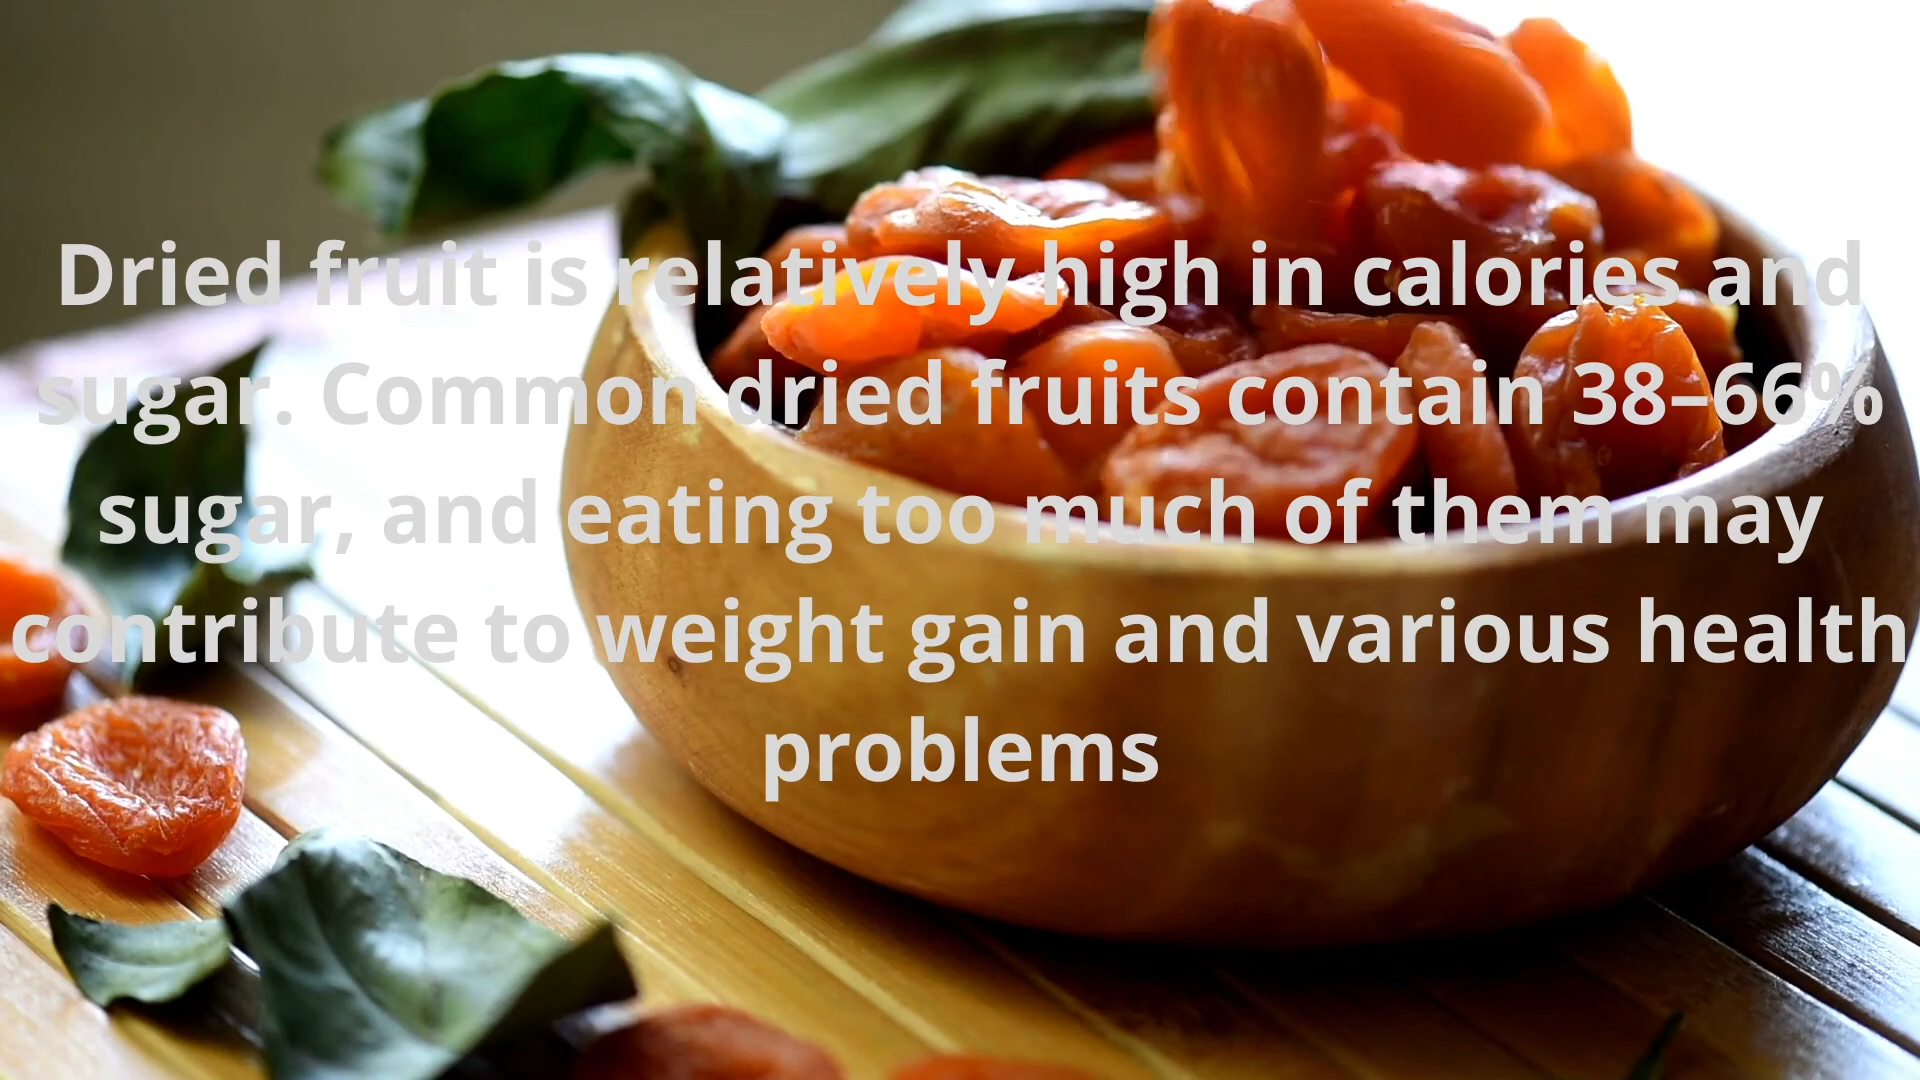 Dried fruit is relatively high in calories and
sugar. Common dried fruits contain 38–66%
sugar, and eating too much of them may
contribute to weight gain and various health
problems